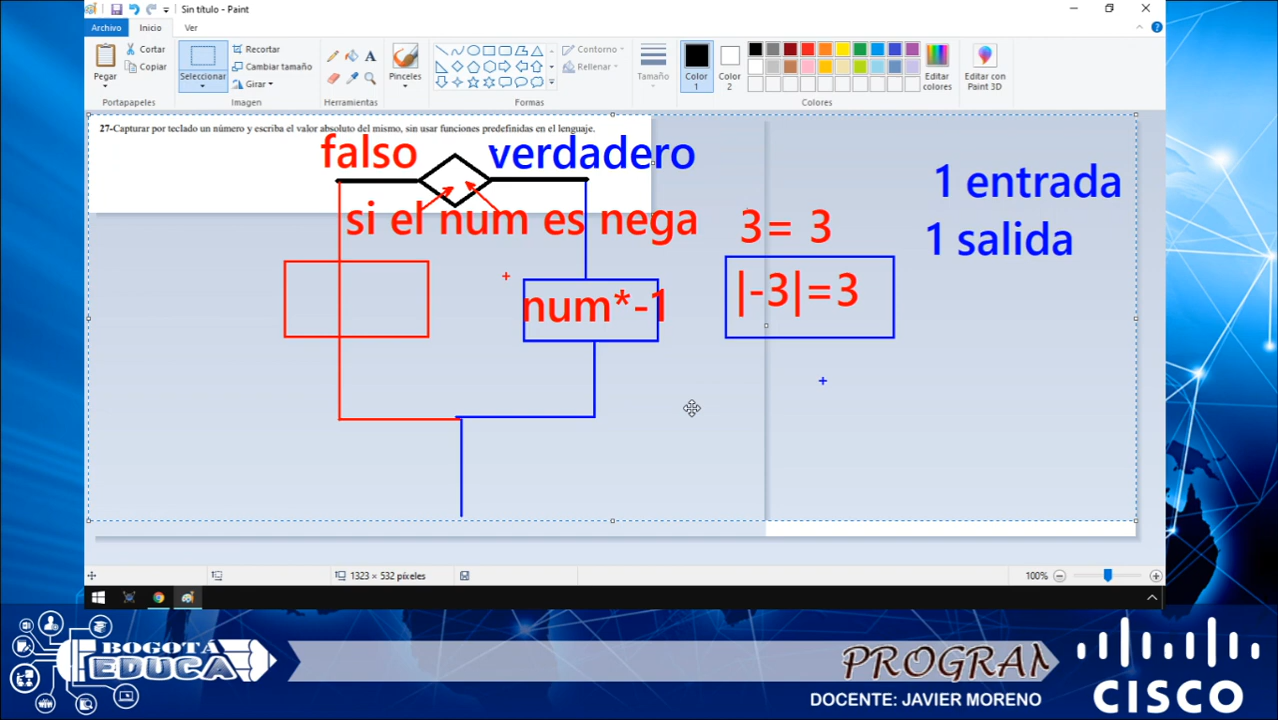 Sin título - Paint
Archivo Inicio Ver
Pegar
Cortar
Copiar
Portapapeles
Seleccionar
Recortar
Cambiar tamaño
Girar
Imagen
Herramientas
Pinceles
Contorno
Rellenar
Formas
Tamaño
Color 1
Color 2
Editar colores
Editar con Paint 3D
Colores
27-Capturar por teclado un número y escriba el valor absoluto del mismo, sin usar funciones predefinidas en el lenguaje.
falso verdadero
si el num es nega
num*-1
3= 3
|-3|=3
1 entrada
1 salida
1323 × 532 píxeles
100%
BOGOTÁ
EDUCA
PROGRAM
DOCENTE: JAVIER MORENO
CISCO